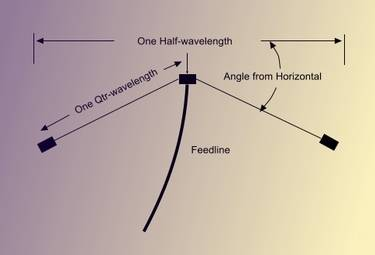 One Half-wavelength
One Qtr-wavelength
Angle from Horizontal
Feedline